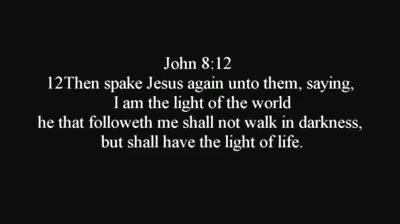 John 8:12
12Then spake Jesus again unto them, saying,
I am the light of the world
he that followeth me shall not walk in darkness,
but shall have the light of life.